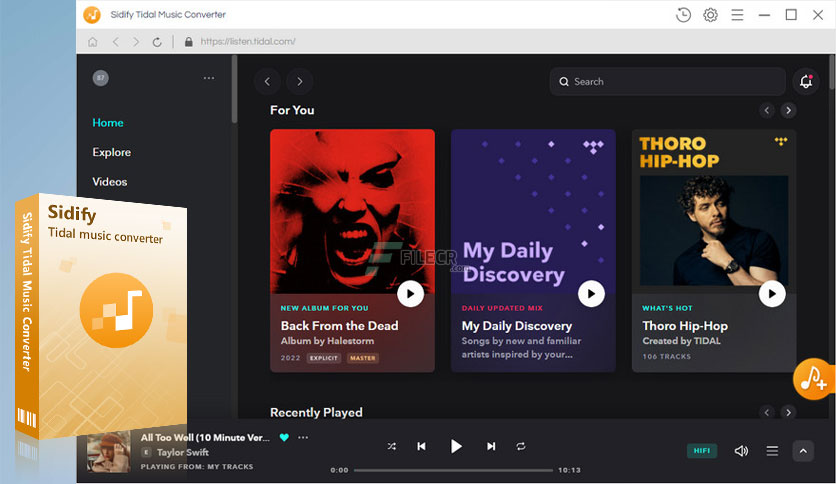 Sidify Tidal Music Converter
https://listen.tidal.com/
87
Search
Home
Explore
Videos
For You
THORO
HIP-HOP
My Daily
Discovery
FILECR
.com
NEW ALBUM FOR YOU
Back From the Dead
Album by Halestorm
2022 EXPLICIT MASTER
DAILY UPDATED MIX
My Daily Discovery
Songs by new and familiar
artists inspired by your...
WHAT'S HOT
Thoro Hip-Hop
Created by TIDAL
106 TRACKS
Recently Played
Sidify
Tidal music converter
Sidify Tidal Music Converter
All Too Well (10 Minute Ver...
E Taylor Swift
PLAYING FROM: MY TRACKS
0:00
10:13
HIFI